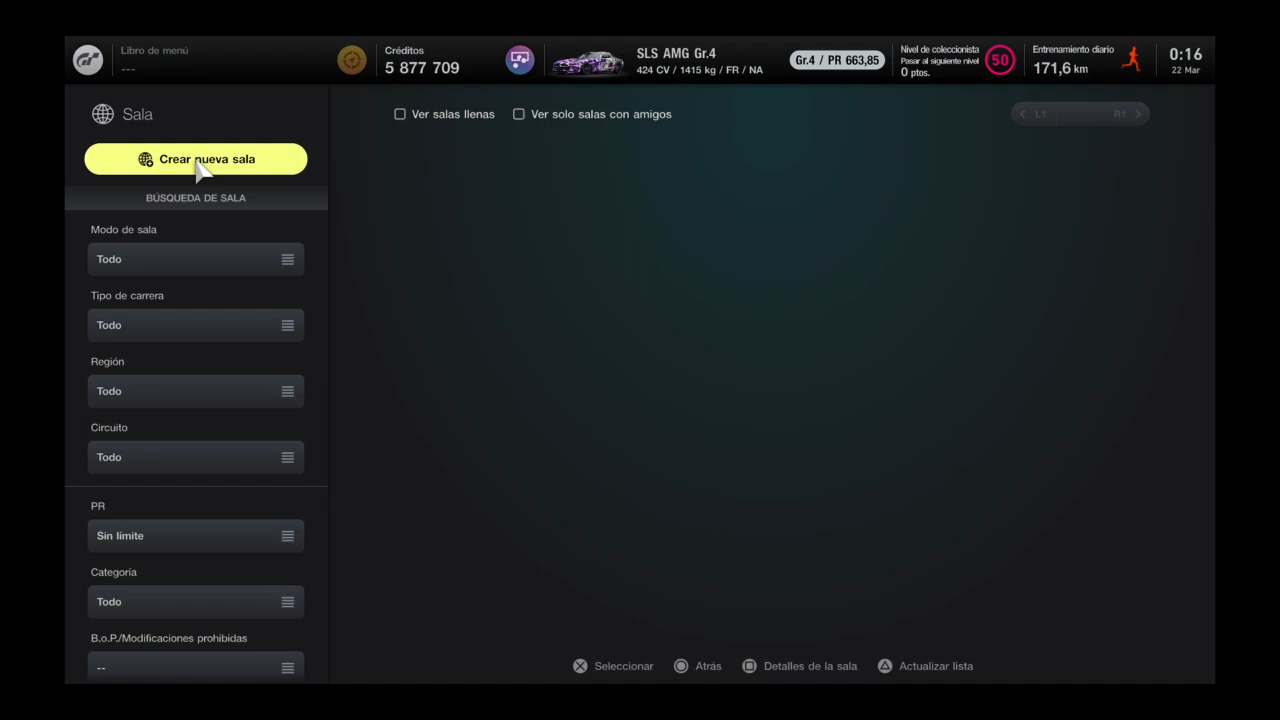 GT
Libro de menú
---
Créditos
5 877 709
SLS AMG Gr.4
424 CV / 1415 kg / FR / NA
Gr.4 / PR 663,85
Nivel de coleccionista
Pasar al siguiente nivel
0 ptos.
50
Entrenamiento diario
171,6 km
0:16
22 Mar
Sala
Ver salas llenas
Ver solo salas con amigos
L1
R1
Crear nueva sala
BÚSQUEDA DE SALA
Modo de sala
Todo
Tipo de carrera
Todo
Región
Todo
Circuito
Todo
PR
Sin límite
Categoría
Todo
B.o.P./Modificaciones prohibidas
--
Seleccionar
Atrás
Detalles de la sala
Actualizar lista